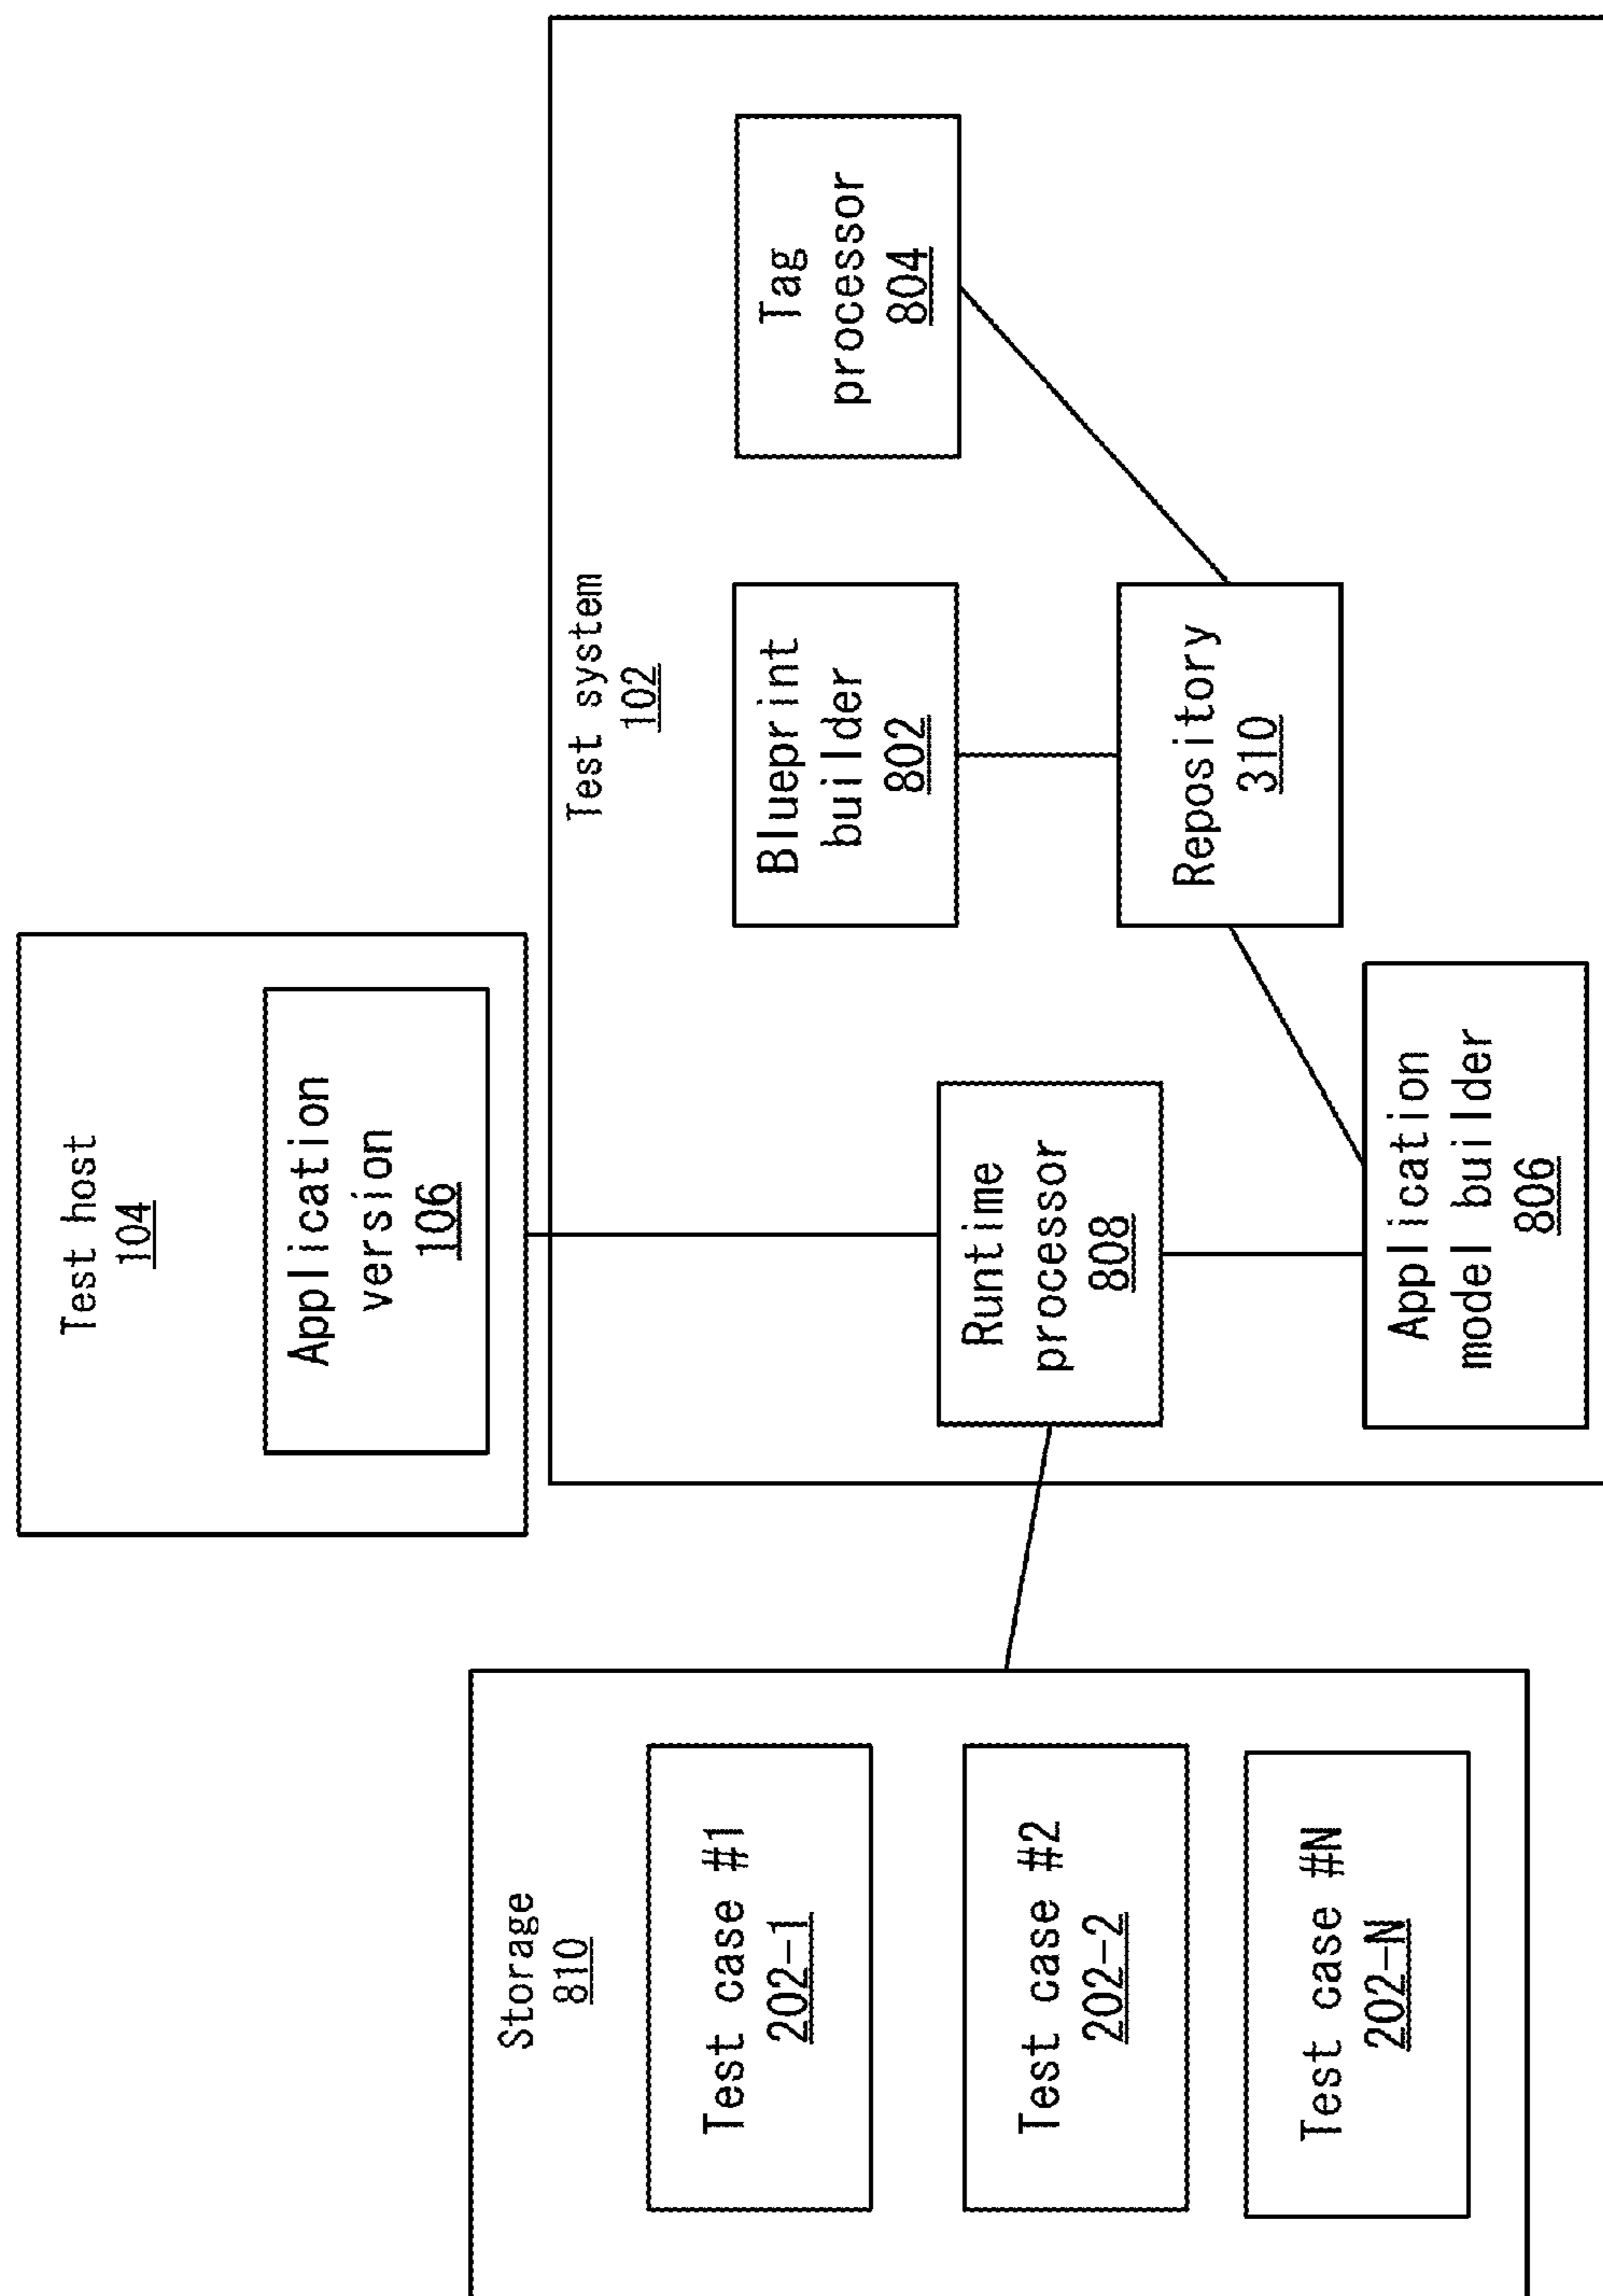 Test host
104
Application
version
106
Test system
102
Storage
810
Test case #1
202-1
Test case #2
202-2
Test case #N
202-N
Runtime
processor
808
Blueprint
builder
802
Tag
processor
804
Repository
310
Application
model builder
806